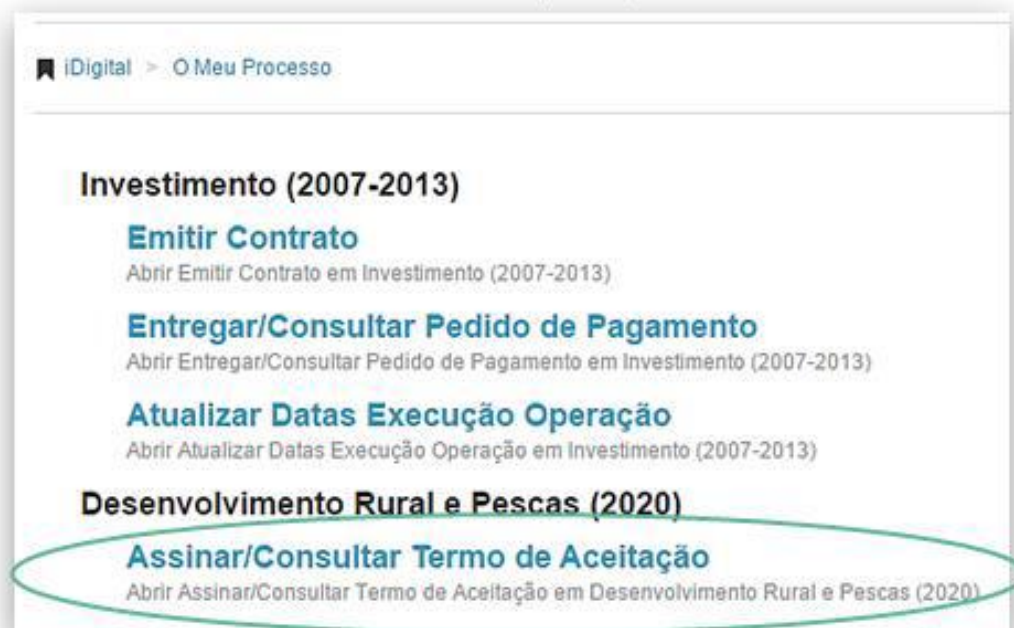 iDigital > O Meu Processo
Investimento (2007-2013)
Emitir Contrato
Abrir Emitir Contrato em Investimento (2007-2013)
Entregar/Consultar Pedido de Pagamento
Abrir Entregar/Consultar Pedido de Pagamento em Investimento (2007-2013)
Atualizar Datas Execução Operação
Abrir Atualizar Datas Execução Operação em Investimento (2007-2013)
Desenvolvimento Rural e Pescas (2020)
Assinar/Consultar Termo de Aceitação
Abrir Assinar/Consultar Termo de Aceitação em Desenvolvimento Rural e Pescas (2020)